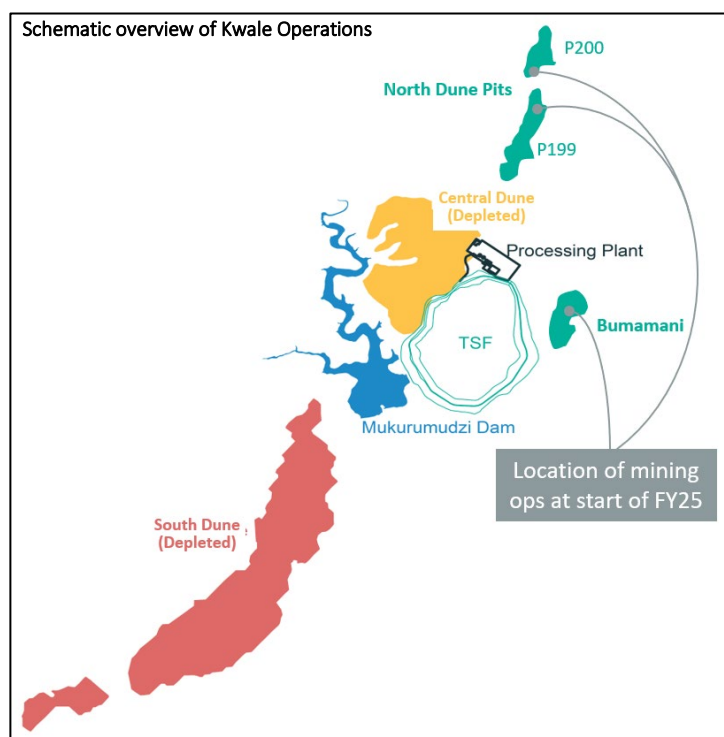 Schematic overview of Kwale Operations
P200
North Dune Pits
P199
Central Dune
(Depleted)
Processing Plant
Bumamani
TSF
Mukurumudzi Dam
Location of mining
ops at start of FY25
South Dune
(Depleted)